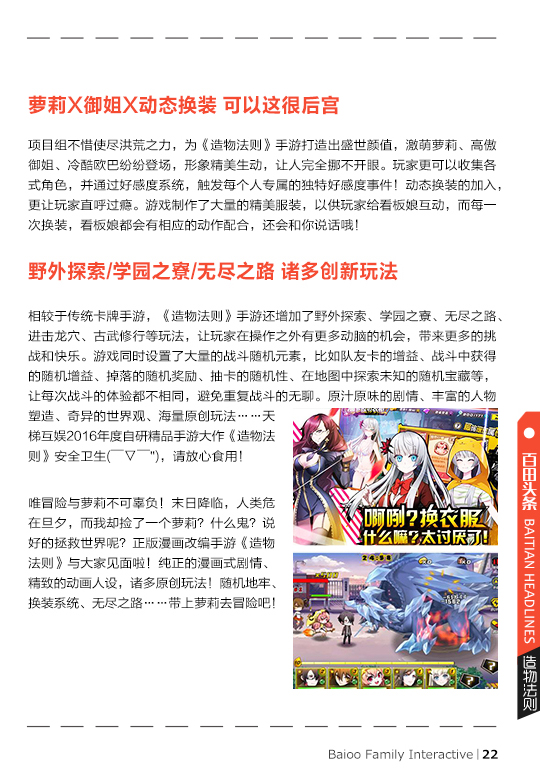 萝莉X御姐X动态换装 可以这很后宫
项目组不惜使尽洪荒之力，为《造物法则》手游打造出盛世颜值，激萌萝莉、高傲
御姐、冷酷欧巴纷纷登场，形象精美生动，让人完全挪不开眼。玩家更可以收集各
式角色，并通过好感度系统，触发每个人专属的独特好感度事件！动态换装的加入，
更让玩家直呼过瘾。游戏制作了大量的精美服装，以供玩家给看板娘互动，而每一
次换装，看板娘都会有相应的动作配合，还会和你说话哦！
野外探索/学园之寮/无尽之路 诸多创新玩法
相较于传统卡牌手游，《造物法则》手游还增加了野外探索、学园之寮、无尽之路、
进击龙穴、古武修行等玩法，让玩家在操作之外有更多动脑的机会，带来更多的挑
战和快乐。游戏同时设置了大量的战斗随机元素，比如队友卡的增益、战斗中获得
的随机增益、掉落的随机奖励、抽卡的随机性、在地图中探索未知的随机宝藏等，
让每次战斗的体验都不相同，避免重复战斗的无聊。原汁原味的剧情、丰富的人物
塑造、奇异的世界观、海量原创玩法……天
梯互娱2016年度自研精品手游大作《造物法
则》安全卫生(￣▽￣")，请放心食用！
唯冒险与萝莉不可辜负！末日降临，人类危
在旦夕，而我却捡了一个萝莉？什么鬼？说
好的拯救世界呢？正版漫画改编手游《造物
法则》与大家见面啦！纯正的漫画式剧情、
精致的动画人设，诸多原创玩法！随机地牢、
换装系统、无尽之路……带上萝莉去冒险吧！
啊咧?换衣服
什么嘛?太讨厌了!
百田头条 BAITIAN HEADLINES
造物法则
Baioo Family Interactive | 22